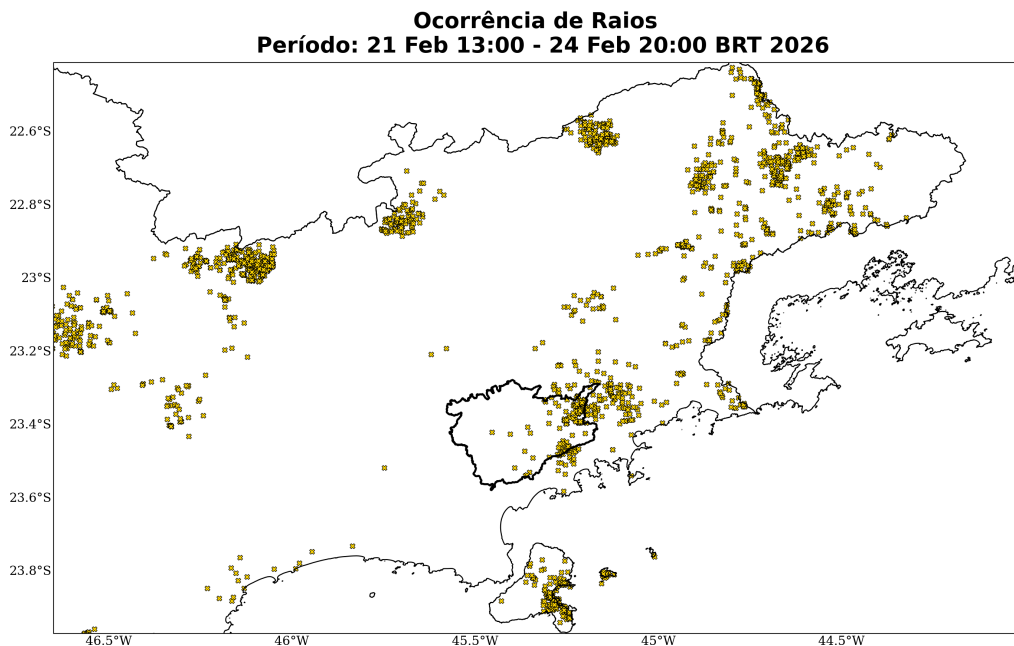 Ocorrência de Raios
Período: 21 Feb 13:00 - 24 Feb 20:00 BRT 2026
22.6°S
22.8°S
23°S
23.2°S
23.4°S
23.6°S
23.8°S
46.5°W 46°W 45.5°W 45°W 44.5°W